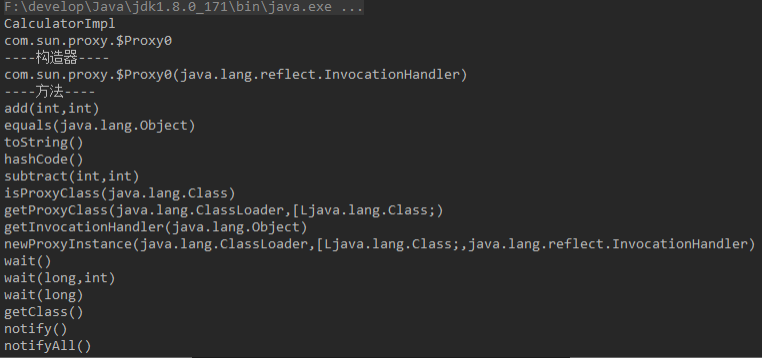 F:\develop\Java\jdk1.8.0_171\bin\java.exe ...
CalculatorImpl
com.sun.proxy.$Proxy0
----构造器----
com.sun.proxy.$Proxy0(java.lang.reflect.InvocationHandler)
----方法----
add(int,int)
equals(java.lang.Object)
toString()
hashCode()
subtract(int,int)
isProxyClass(java.lang.Class)
getProxyClass(java.lang.ClassLoader,[Ljava.lang.Class;)
getInvocationHandler(java.lang.Object)
newProxyInstance(java.lang.ClassLoader,[Ljava.lang.Class;,java.lang.reflect.InvocationHandler)
wait()
wait(long,int)
wait(long)
getClass()
notify()
notifyAll()